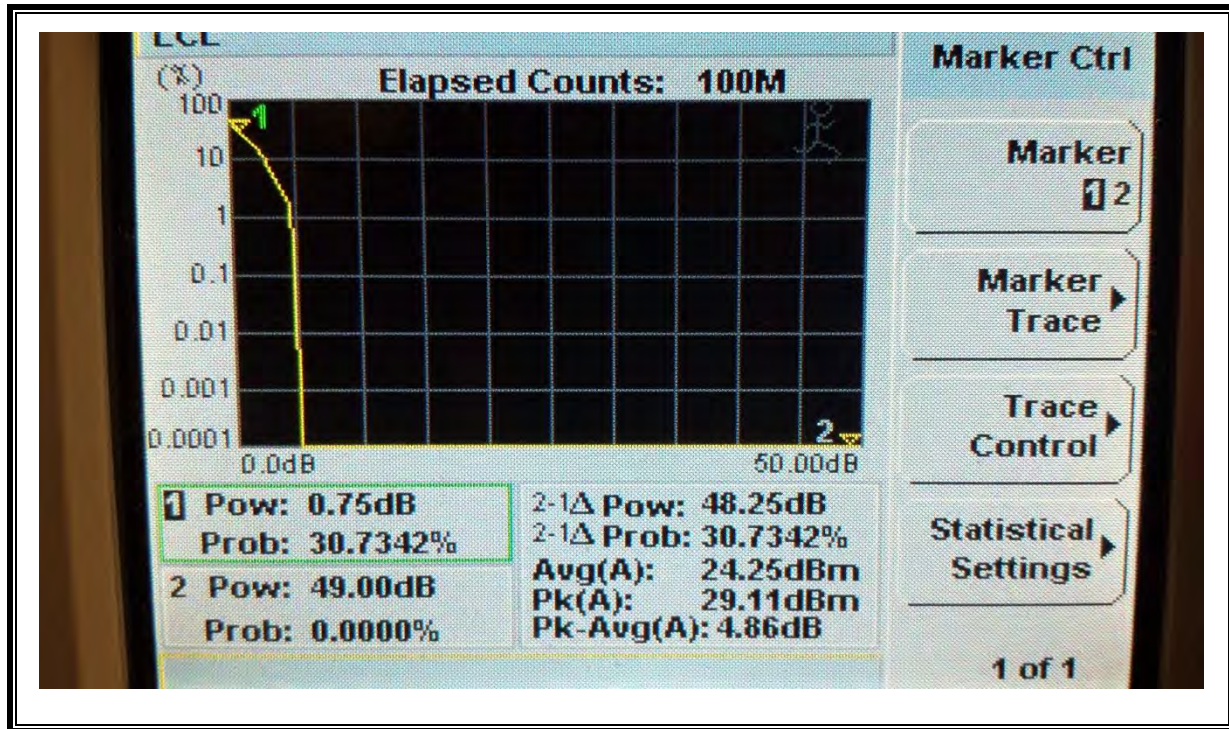 (%)
Elapsed Counts: 100M
100
10
1
0.1
0.01
0.001
0.0001
1
2
0.0dB
50.00dB
1 Pow: 0.75dB
Prob: 30.7342%
2 Pow: 49.00dB
Prob: 0.0000%
2-1Δ Pow: 48.25dB
2-1Δ Prob: 30.7342%
Avg(A): 24.25dBm
Pk(A): 29.11dBm
Pk-Avg(A): 4.86dB
Marker Ctrl
Marker
1 2
Marker
Trace
Trace
Control
Statistical
Settings
1 of 1